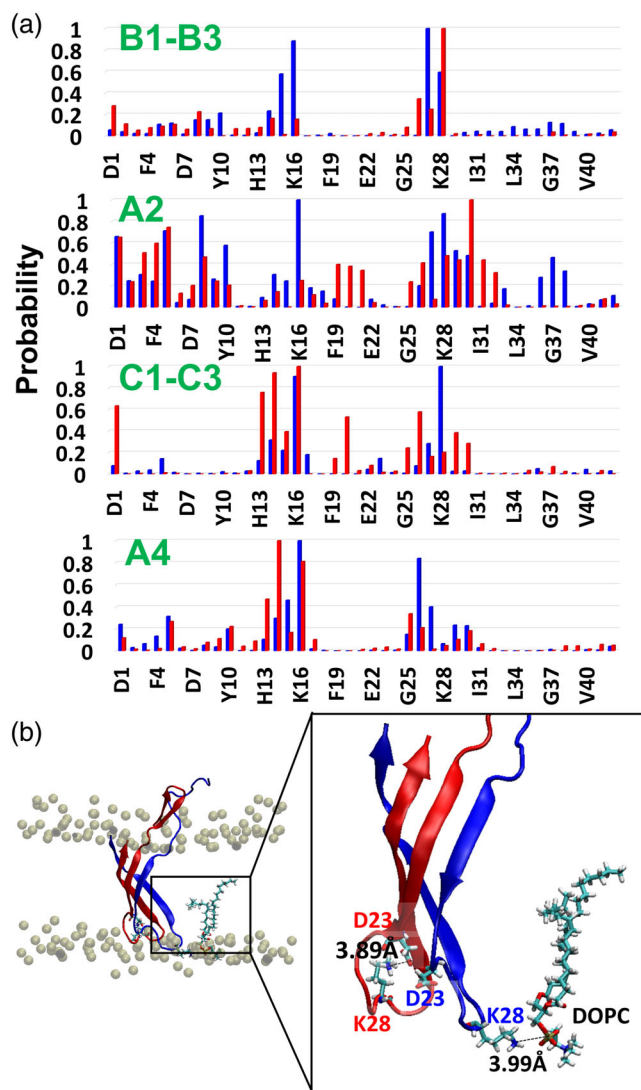 (a)
Probability
B1-B3
1
0.8
0.6
0.4
0.2
0
D1 F4 D7 Y10 H13 K16 F19 E22 G25 K28 I31 L34 G37 V40
A2
1
0.8
0.6
0.4
0.2
0
D1 F4 D7 Y10 H13 K16 F19 E22 G25 K28 I31 L34 G37 V40
C1-C3
1
0.8
0.6
0.4
0.2
0
D1 F4 D7 Y10 H13 K16 F19 E22 G25 K28 I31 L34 G37 V40
A4
1
0.8
0.6
0.4
0.2
0
D1 F4 D7 Y10 H13 K16 F19 E22 G25 K28 I31 L34 G37 V40
(b)
D23
3.89Å
D23
K28
K28
DOPC
3.99Å